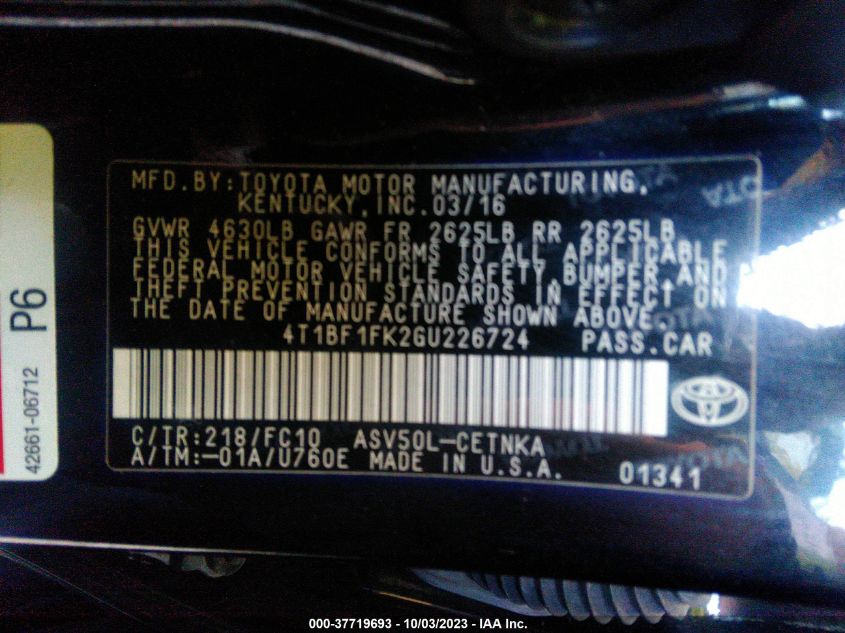 MFD.BY:TOYOTA MOTOR MANUFACTURING,
KENTUCKY,INC.03/16
GVWR 4630LB GAWR FR 2625LB RR 2625LB
THIS VEHICLE CONFORMS TO ALL APPLICABLE
FEDERAL MOTOR VEHICLE SAFETY,BUMPER,AND
THEFT PREVENTION STANDARDS IN EFFECT ON
THE DATE OF MANUFACTURE SHOWN ABOVE.
4T1BF1FK2GU226724 PASS.CAR
C/TR:218/FC10 ASV50L-CETNKA
A/TM:-01A/U760E MADE IN U.S.A. 01341
P6
42661-06712
000-37719693 - 10/03/2023 - IAA Inc.